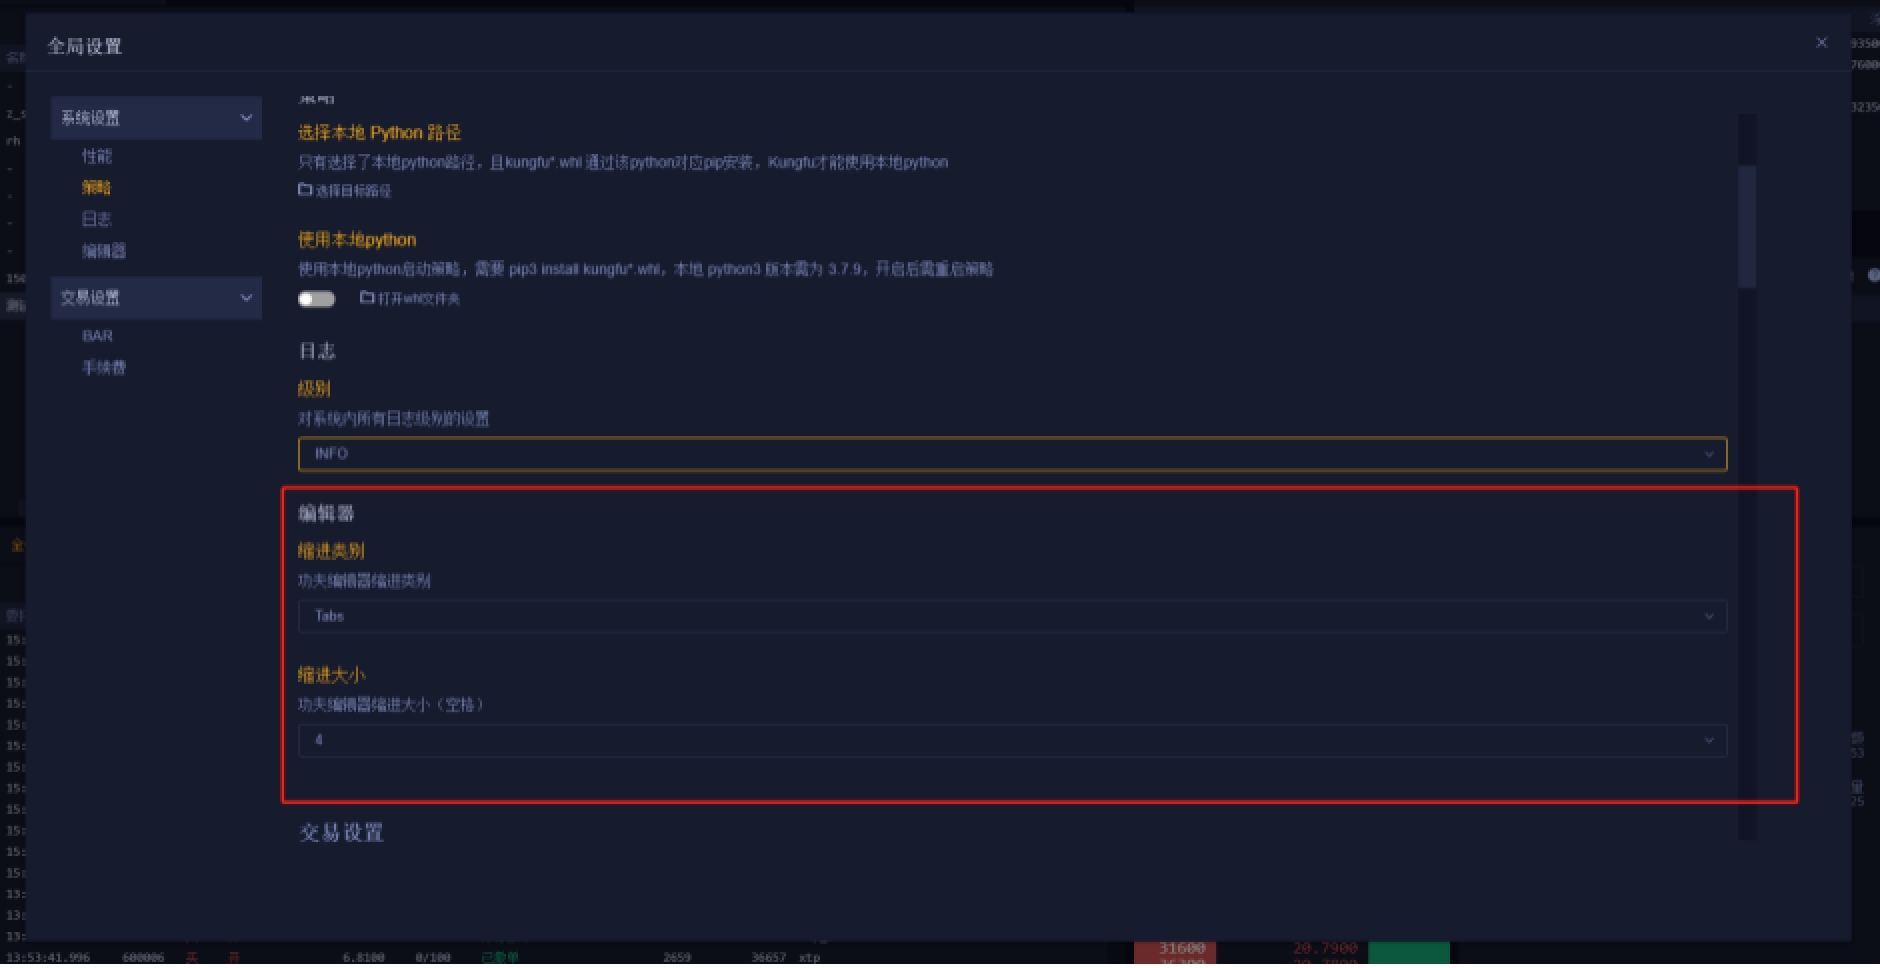 全局设置
系统设置
性能
策略
日志
编辑器
交易设置
BAR
手续费
策略
选择本地 Python 路径
只有选择了本地python路径，且kungfu*.whl 通过该python对应pip安装，Kungfu才能使用本地python
选择目标路径
使用本地python
使用本地python启动策略，需要 pip3 install kungfu*.whl，本地 python3 版本需为 3.7.9，开启后需重启策略
打开whl文件夹
日志
级别
对系统内所有日志级别的设置
INFO
编辑器
缩进类别
功夫编辑器缩进类别
Tabs
缩进大小
功夫编辑器缩进大小（空格）
4
交易设置
13:53:41.996 600006 买 开 6.8100 0/100 已撤单 2659 36657 xtp
31600 20.7900